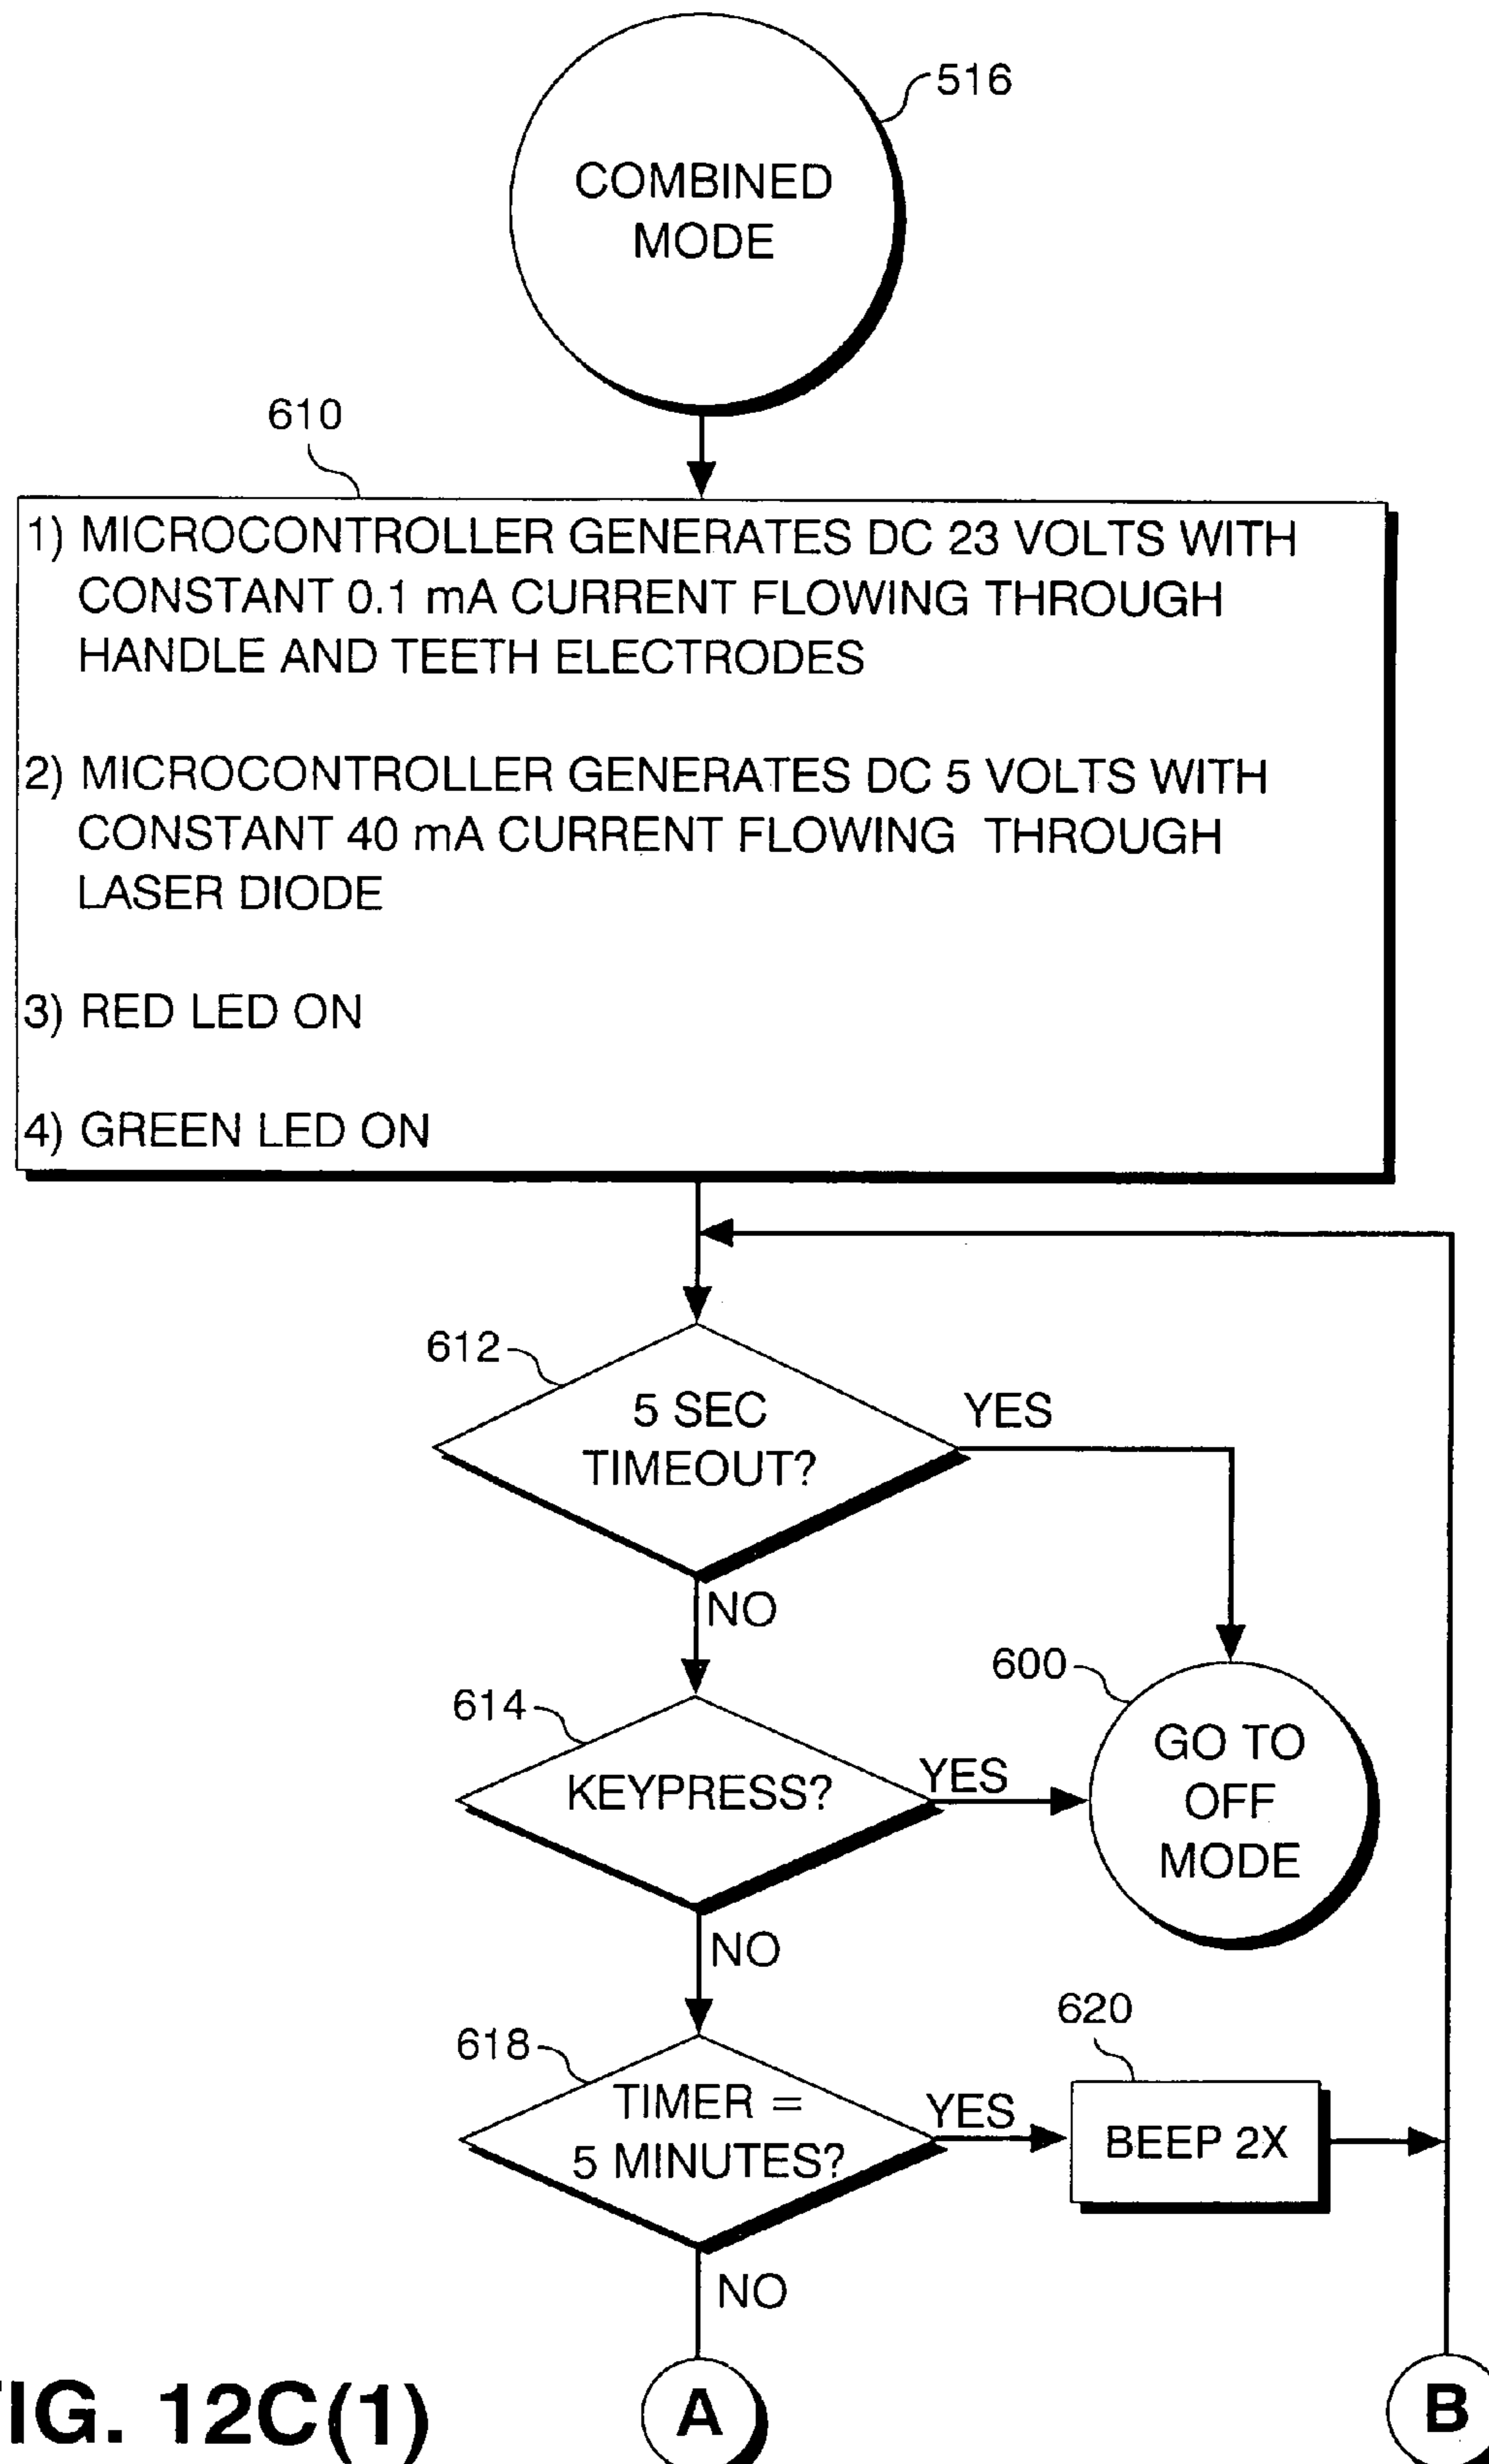 516
COMBINED
MODE
610
1) MICROCONTROLLER GENERATES DC 23 VOLTS WITH
CONSTANT 0.1 mA CURRENT FLOWING THROUGH
HANDLE AND TEETH ELECTRODES
2) MICROCONTROLLER GENERATES DC 5 VOLTS WITH
CONSTANT 40 mA CURRENT FLOWING THROUGH
LASER DIODE
3) RED LED ON
4) GREEN LED ON
612
5 SEC
TIMEOUT?
YES
NO
600
GO TO
OFF
MODE
614
KEYPRESS?
YES
NO
618
TIMER =
5 MINUTES?
YES
620
BEEP 2X
NO
A
B
IG. 12C(1)